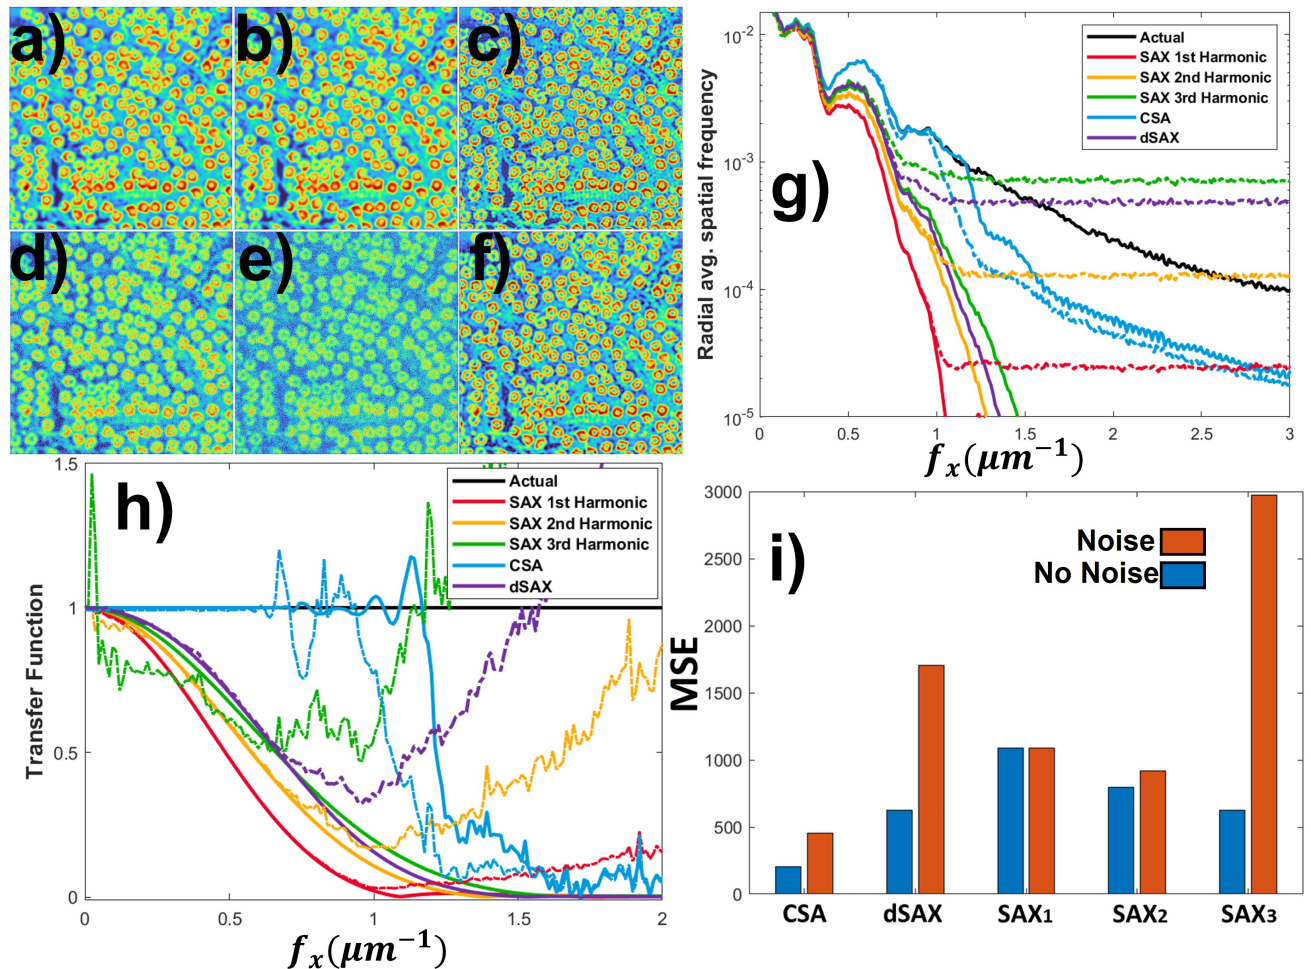 a)
b)
c)
d)
e)
f)
Radial avg. spatial frequency
10-2
10-3
10-4
10-5
0
0.5
1
1.5
2
2.5
3
fx(μm−1)
Actual
SAX 1st Harmonic
SAX 2nd Harmonic
SAX 3rd Harmonic
CSA
dSAX
g)
Transfer Function
1.5
1
0.5
0
0
0.5
1
1.5
2
fx(μm−1)
h)
Actual
SAX 1st Harmonic
SAX 2nd Harmonic
SAX 3rd Harmonic
CSA
dSAX
MSE
3000
2500
2000
1500
1000
500
0
i)
Noise
No Noise
CSA
dSAX
SAX1
SAX2
SAX3